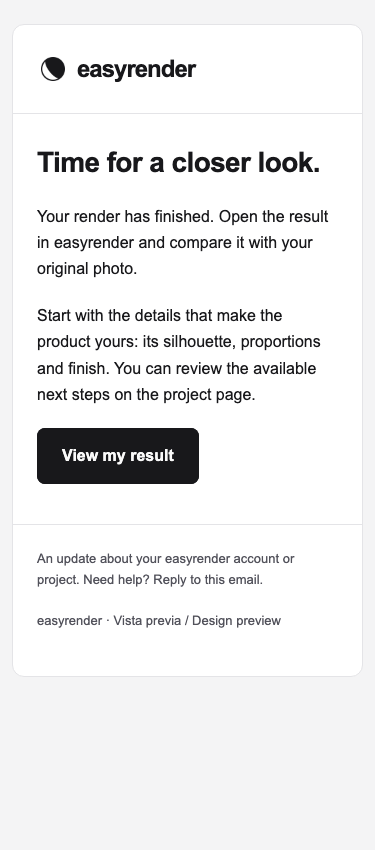 easyrender
Time for a closer look.
Your render has finished. Open the result
in easyrender and compare it with your
original photo.
Start with the details that make the
product yours: its silhouette, proportions
and finish. You can review the available
next steps on the project page.
View my result
An update about your easyrender account or
project. Need help? Reply to this email.
easyrender · Vista previa / Design preview